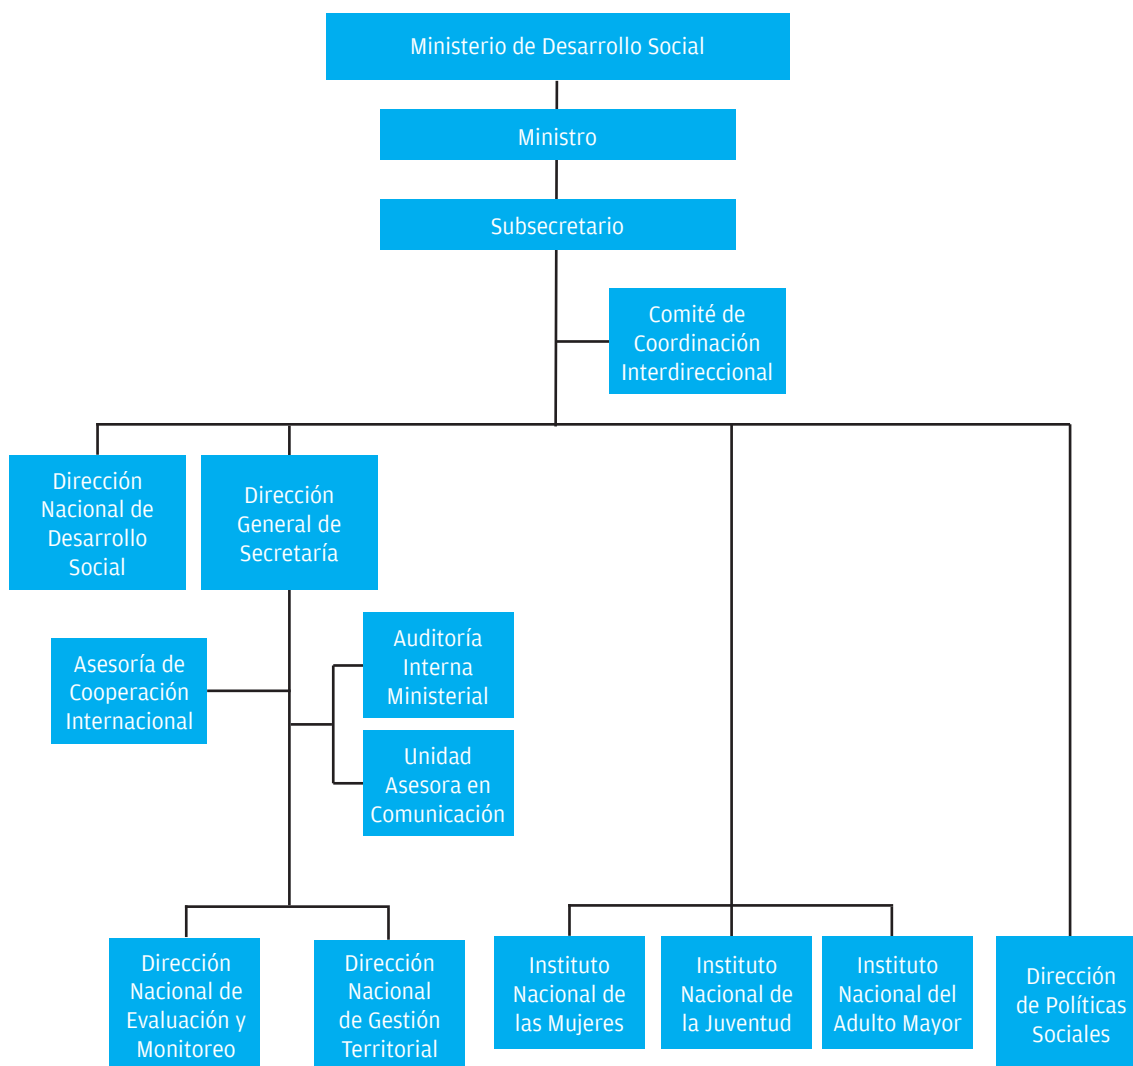 Ministerio de Desarrollo Social
Ministro
Subsecretario
Comité de
Coordinación
Interdireccional
Dirección
Nacional de
Desarrollo
Social
Dirección
General de
Secretaría
Asesoría de
Cooperación
Internacional
Auditoría
Interna
Ministerial
Unidad
Asesora en
Comunicación
Dirección
Nacional de
Evaluación y
Monitoreo
Dirección
Nacional
de Gestión
Territorial
Instituto
Nacional de
las Mujeres
Instituto
Nacional de
la Juventud
Instituto
Nacional del
Adulto Mayor
Dirección
de Políticas
Sociales